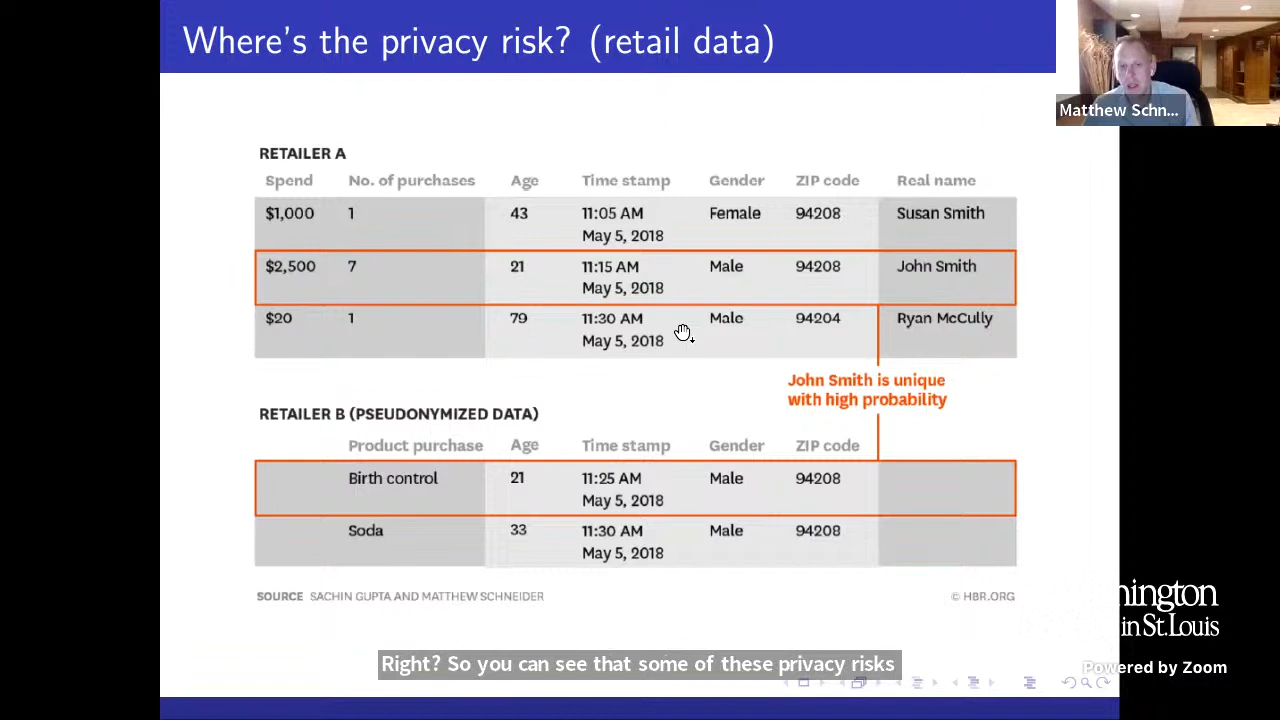 Where's the privacy risk? (retail data)
Matthew Schn...
RETAILER A
Spend No. of purchases Age Time stamp Gender ZIP code Real name
$1,000 1 43 11:05 AM Female 94208 Susan Smith
May 5, 2018
$2,500 7 21 11:15 AM Male 94208 John Smith
May 5, 2018
$20 1 79 11:30 AM Male 94204 Ryan McCully
May 5, 2018
John Smith is unique
with high probability
RETAILER B (PSEUDONYMIZED DATA)
Product purchase Age Time stamp Gender ZIP code
Birth control 21 11:25 AM Male 94208
May 5, 2018
Soda 33 11:30 AM Male 94208
May 5, 2018
SOURCE SACHIN GUPTA AND MATTHEW SCHNEIDER © HBR.ORG
nington
in St.Louis
Right? So you can see that some of these privacy risks
Powered by Zoom